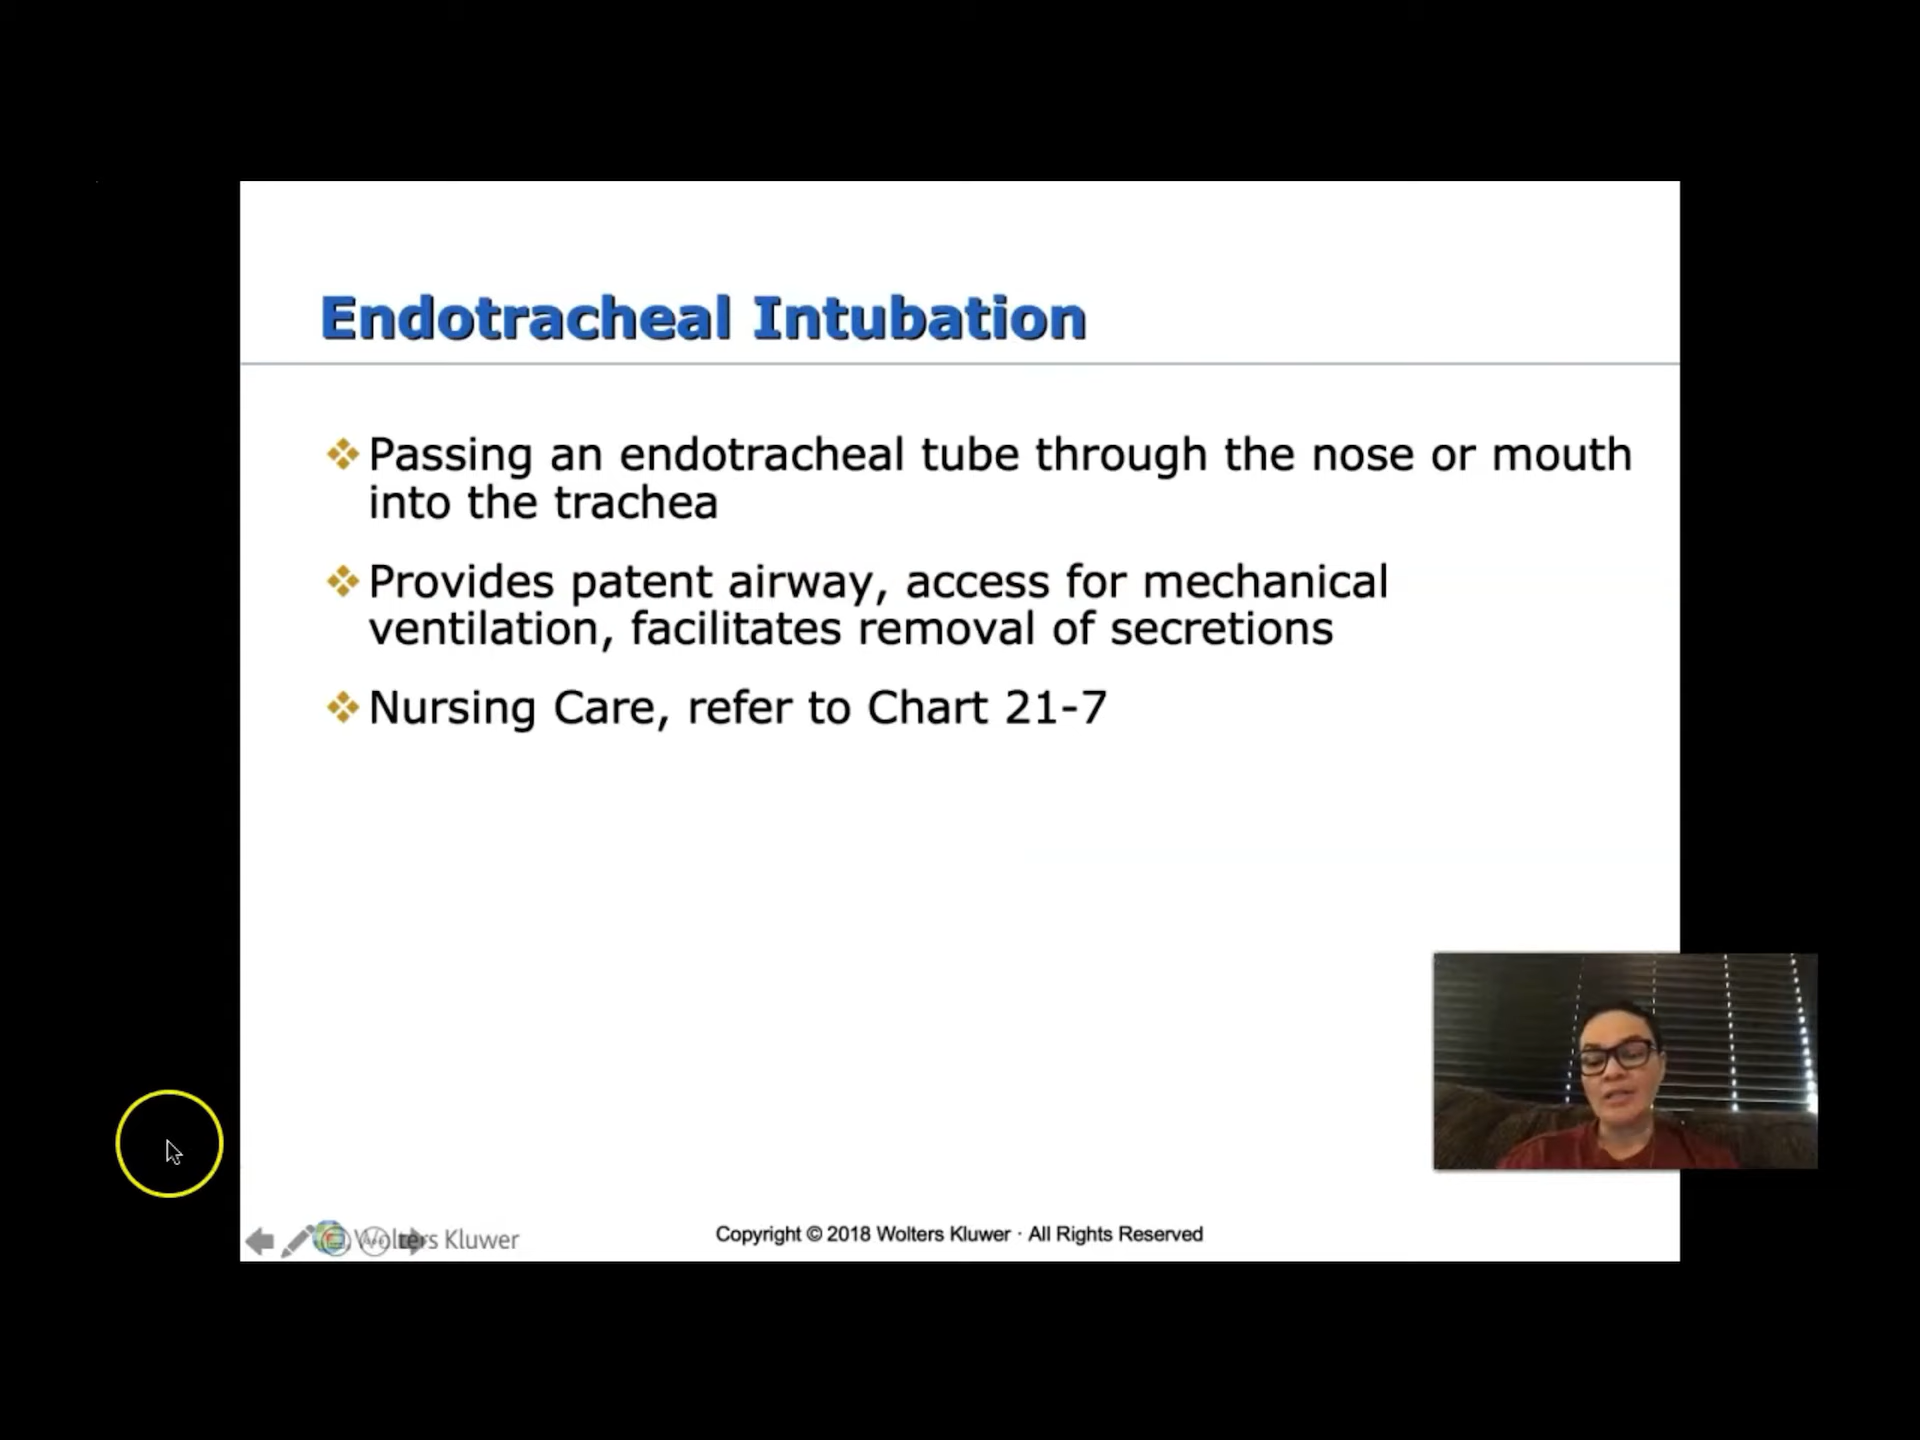 Endotracheal Intubation
Passing an endotracheal tube through the nose or mouth
into the trachea
Provides patent airway, access for mechanical
ventilation, facilitates removal of secretions
Nursing Care, refer to Chart 21-7
Wolters Kluwer
Copyright © 2018 Wolters Kluwer · All Rights Reserved